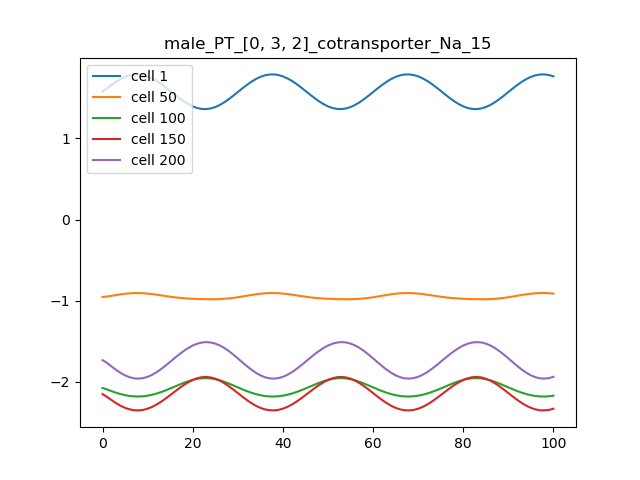 male_PT_[0, 3, 2]_cotransporter_Na_15
cell 1
cell 50
cell 100
cell 150
cell 200
1
0
−1
−2
0 20 40 60 80 100